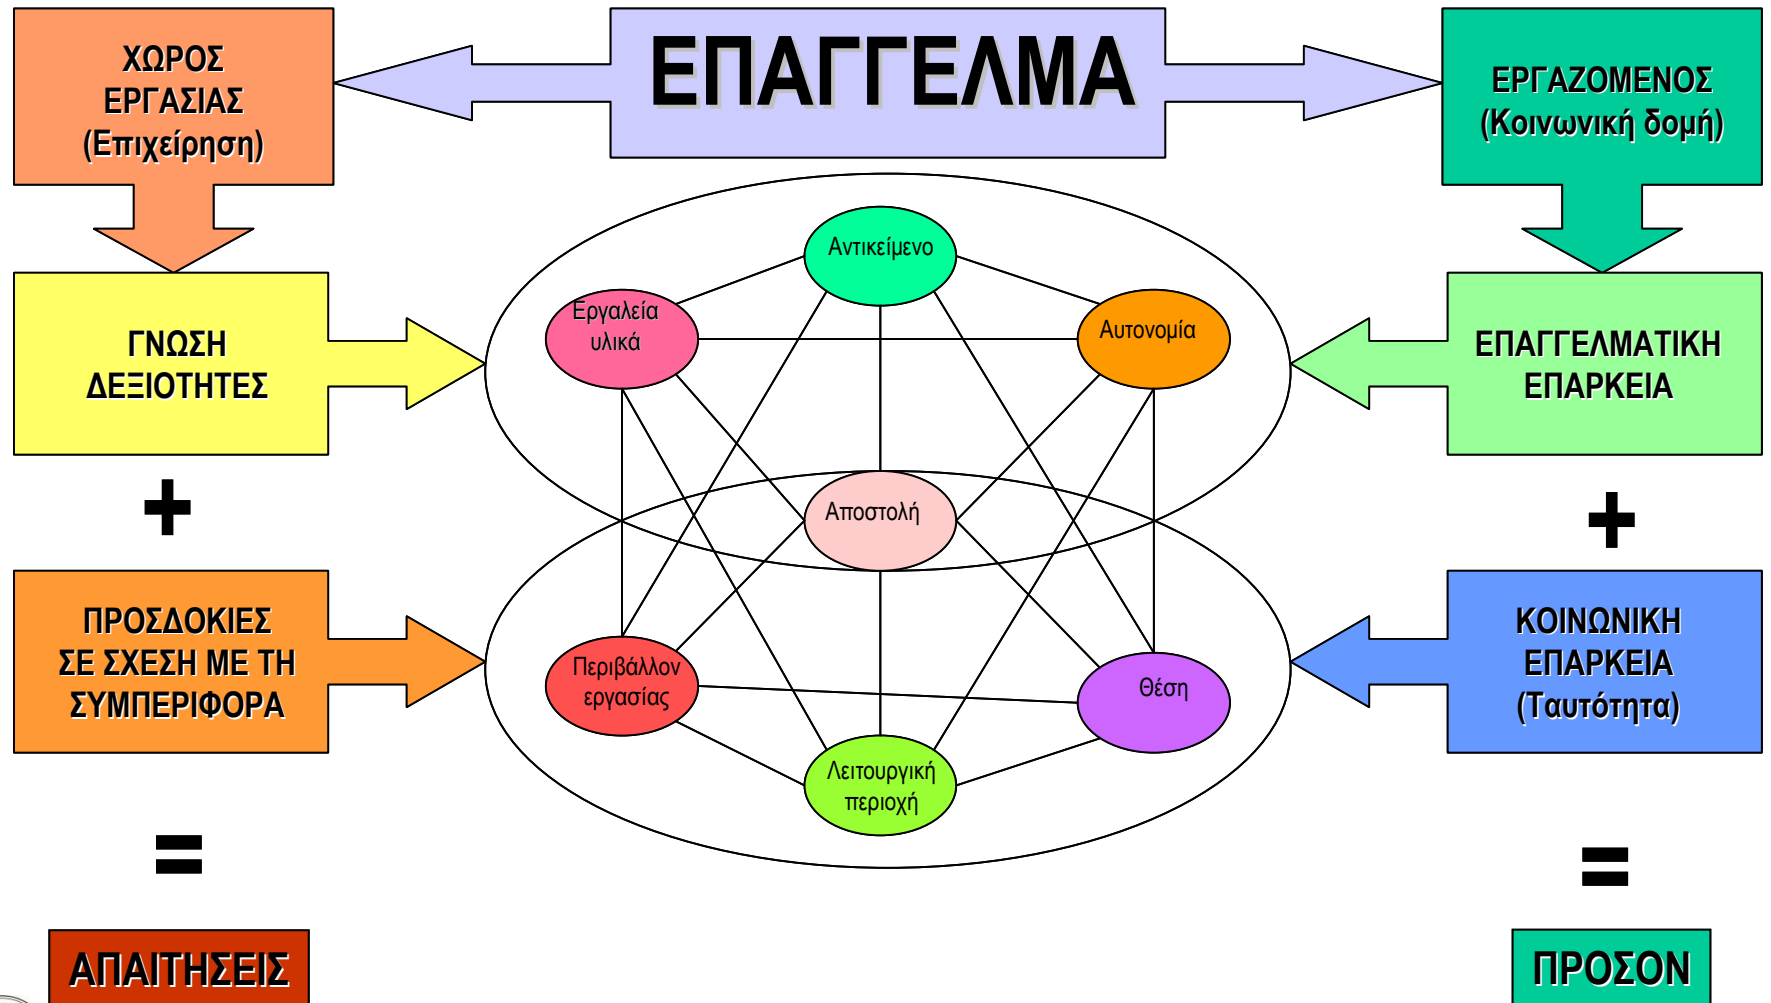 ΕΠΑΓΓΕΛΜΑ
ΧΩΡΟΣ
ΕΡΓΑΣΙΑΣ
(Επιχείρηση)
ΕΡΓΑΖΟΜΕΝΟΣ
(Κοινωνική δομή)
ΓΝΩΣΗ
ΔΕΞΙΟΤΗΤΕΣ
+
ΠΡΟΣΔΟΚΙΕΣ
ΣΕ ΣΧΕΣΗ ΜΕ ΤΗ
ΣΥΜΠΕΡΙΦΟΡΑ
=
ΑΠΑΙΤΗΣΕΙΣ
Αντικείμενο
Εργαλεία
υλικά
Αυτονομία
Αποστολή
Περιβάλλον
εργασίας
Θέση
Λειτουργική
περιοχή
ΕΠΑΓΓΕΛΜΑΤΙΚΗ
ΕΠΑΡΚΕΙΑ
+
ΚΟΙΝΩΝΙΚΗ
ΕΠΑΡΚΕΙΑ
(Ταυτότητα)
=
ΠΡΟΣΟΝ